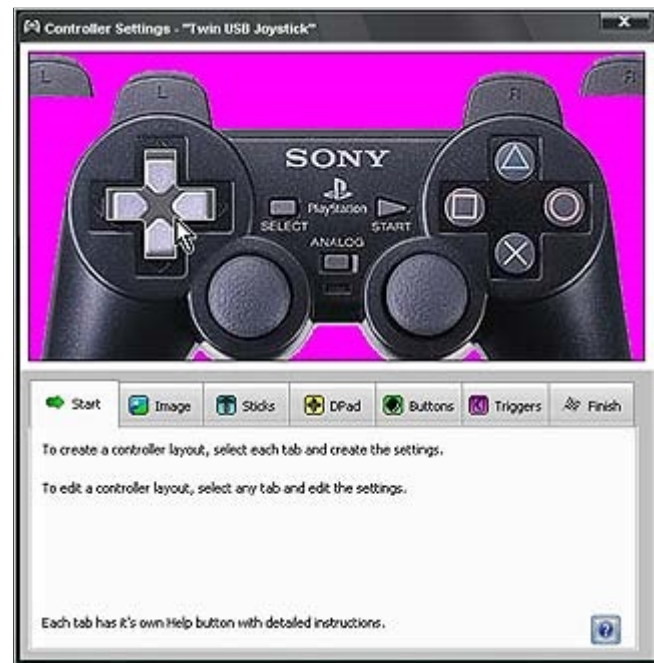 Controller Settings - "Twin USB Joystick"
L R
L R
SONY
PlayStation
SELECT START
ANALOG
Start Image Sticks DPad Buttons Triggers Finish
To create a controller layout, select each tab and create the settings.
To edit a controller layout, select any tab and edit the settings.
Each tab has it's own Help button with detailed instructions.